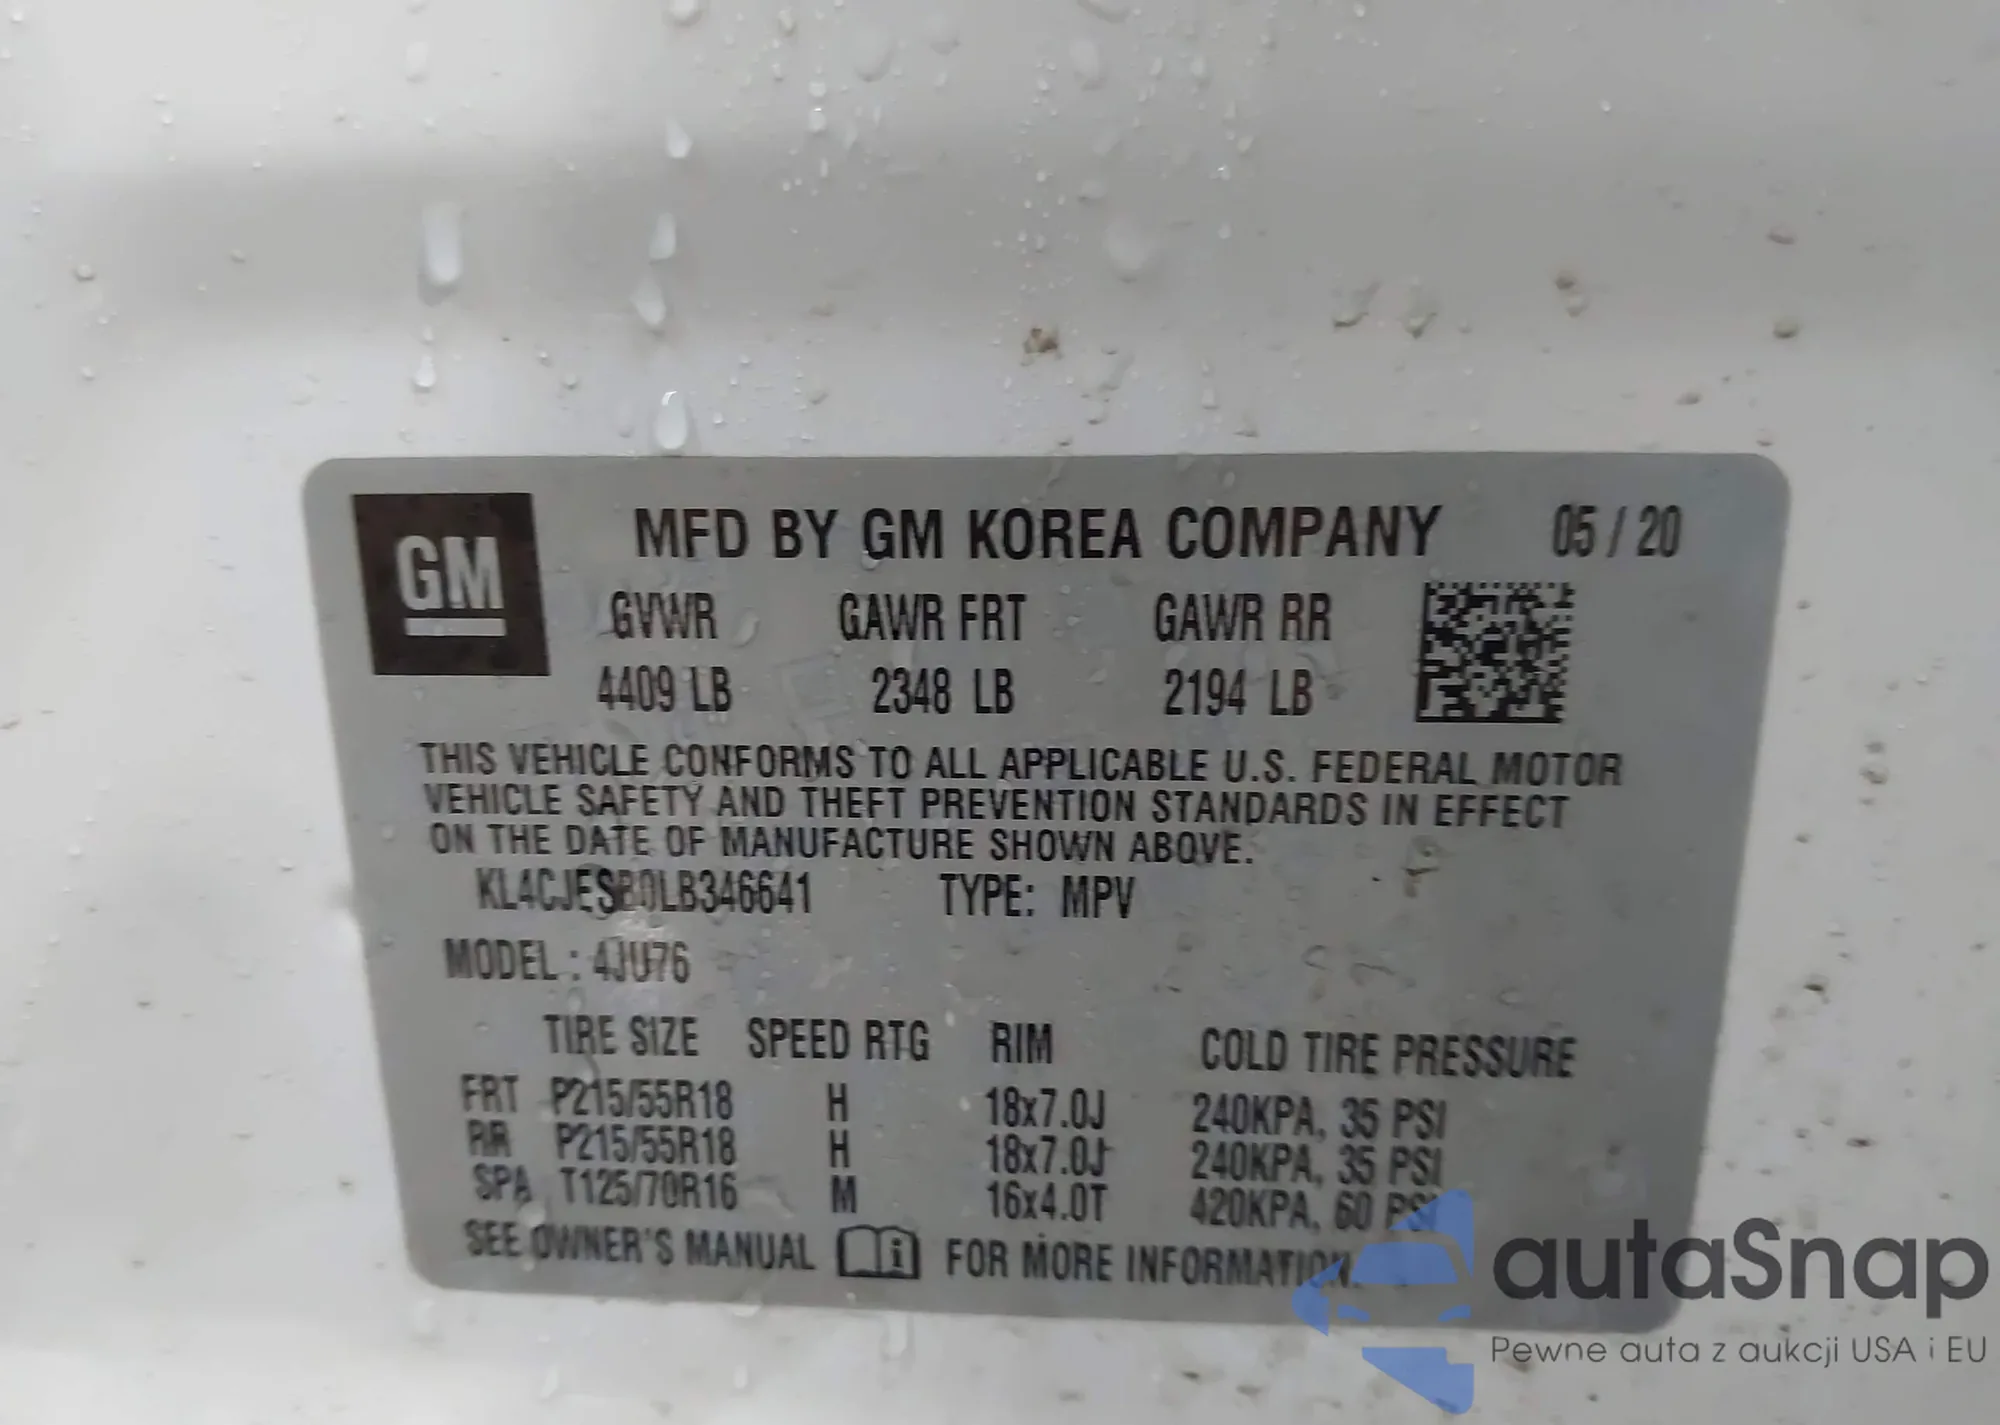 GM
MFD BY GM KOREA COMPANY 05/20
GVWR GAWR FRT GAWR RR
4409 LB 2348 LB 2194 LB
THIS VEHICLE CONFORMS TO ALL APPLICABLE U.S. FEDERAL MOTOR
VEHICLE SAFETY AND THEFT PREVENTION STANDARDS IN EFFECT
ON THE DATE OF MANUFACTURE SHOWN ABOVE.
KL4CJESB0LB346641 TYPE: MPV
MODEL: 4JU76
TIRE SIZE SPEED RTG RIM COLD TIRE PRESSURE
FRT P215/55R18 H 18x7.0J 240KPA, 35 PSI
RR P215/55R18 H 18x7.0J 240KPA, 35 PSI
SPA T125/70R16 M 16x4.0T 420KPA, 60 PSI
SEE OWNER'S MANUAL i FOR MORE INFORMATION.
autaSnap
Pewne auta z aukcji USA i EU